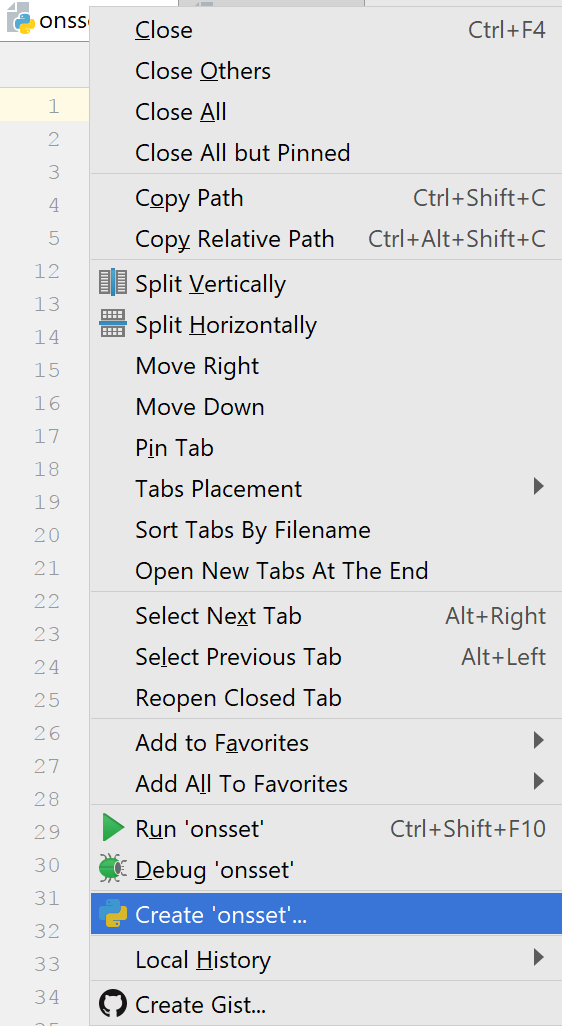 onsse
Close Ctrl+F4
Close Others
Close All
Close All but Pinned
Copy Path Ctrl+Shift+C
Copy Relative Path Ctrl+Alt+Shift+C
Split Vertically
Split Horizontally
Move Right
Move Down
Pin Tab
Tabs Placement
Sort Tabs By Filename
Open New Tabs At The End
Select Next Tab Alt+Right
Select Previous Tab Alt+Left
Reopen Closed Tab
Add to Favorites
Add All To Favorites
Run 'onsset' Ctrl+Shift+F10
Debug 'onsset'
Create 'onsset'...
Local History
Create Gist...
1
2
3
4
5
12
13
14
15
16
17
18
19
20
21
22
23
24
25
26
27
28
29
30
31
32
33
34